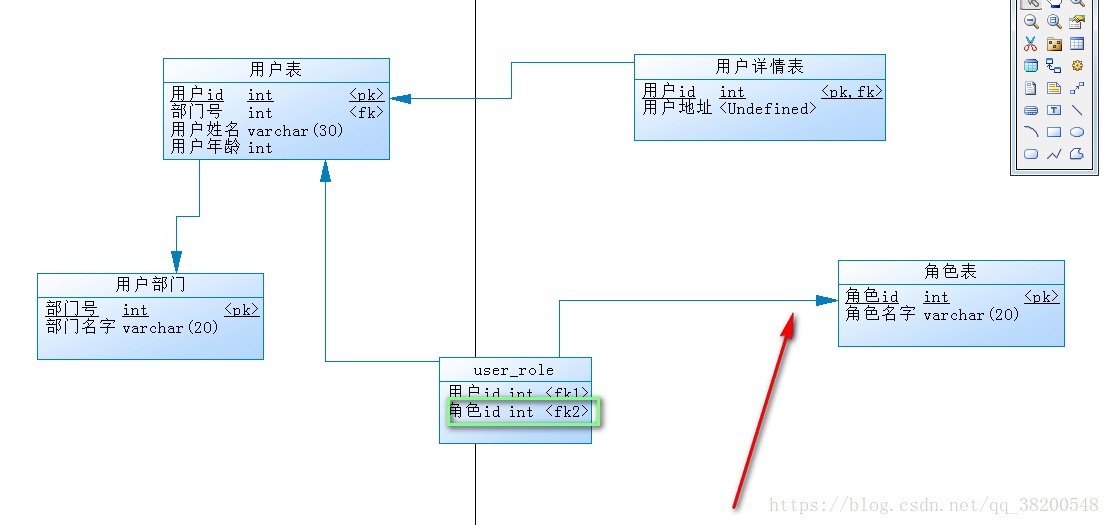 用户表
用户id int <pk>
部门号 int <fk>
用户姓名 varchar(30)
用户年龄 int
用户详情表
用户id int <pk,fk>
用户地址 <Undefined>
用户部门
部门号 int <pk>
部门名字 varchar(20)
角色表
角色id int <pk>
角色名字 varchar(20)
user_role
用户id int <fk1>
角色id int <fk2>
https://blog.csdn.net/qq_38200548